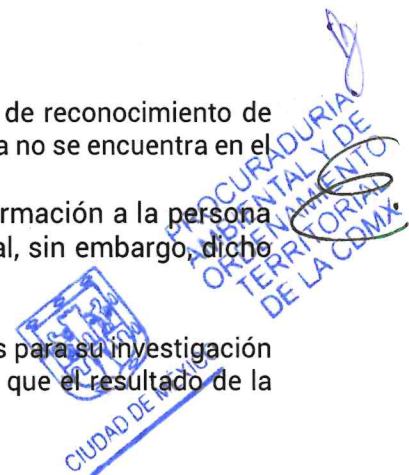 de reconocimiento de
a no se encuentra en el
rmación a la persona
al, sin embargo, dicho
s para su investigación
que el resultado de la
PROCURADURIA
AMBIENTAL Y DE
ORDENAMIENTO
TERRITORIAL
DE LA CDMX.
CIUDAD DE MÉXICO